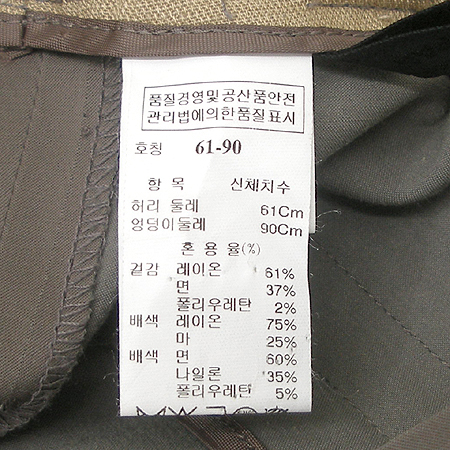 품질경영및공산품안전
관리법에의한품질표시
호칭 61-90
항 목 신체치수
허리 둘레 61Cm
엉덩이둘레 90Cm
혼 용 율(%)
겉감 레이온 61%
면 37%
폴리우레탄 2%
배색 레이온 75%
마 25%
배색 면 60%
나일론 35%
폴리우레탄 5%